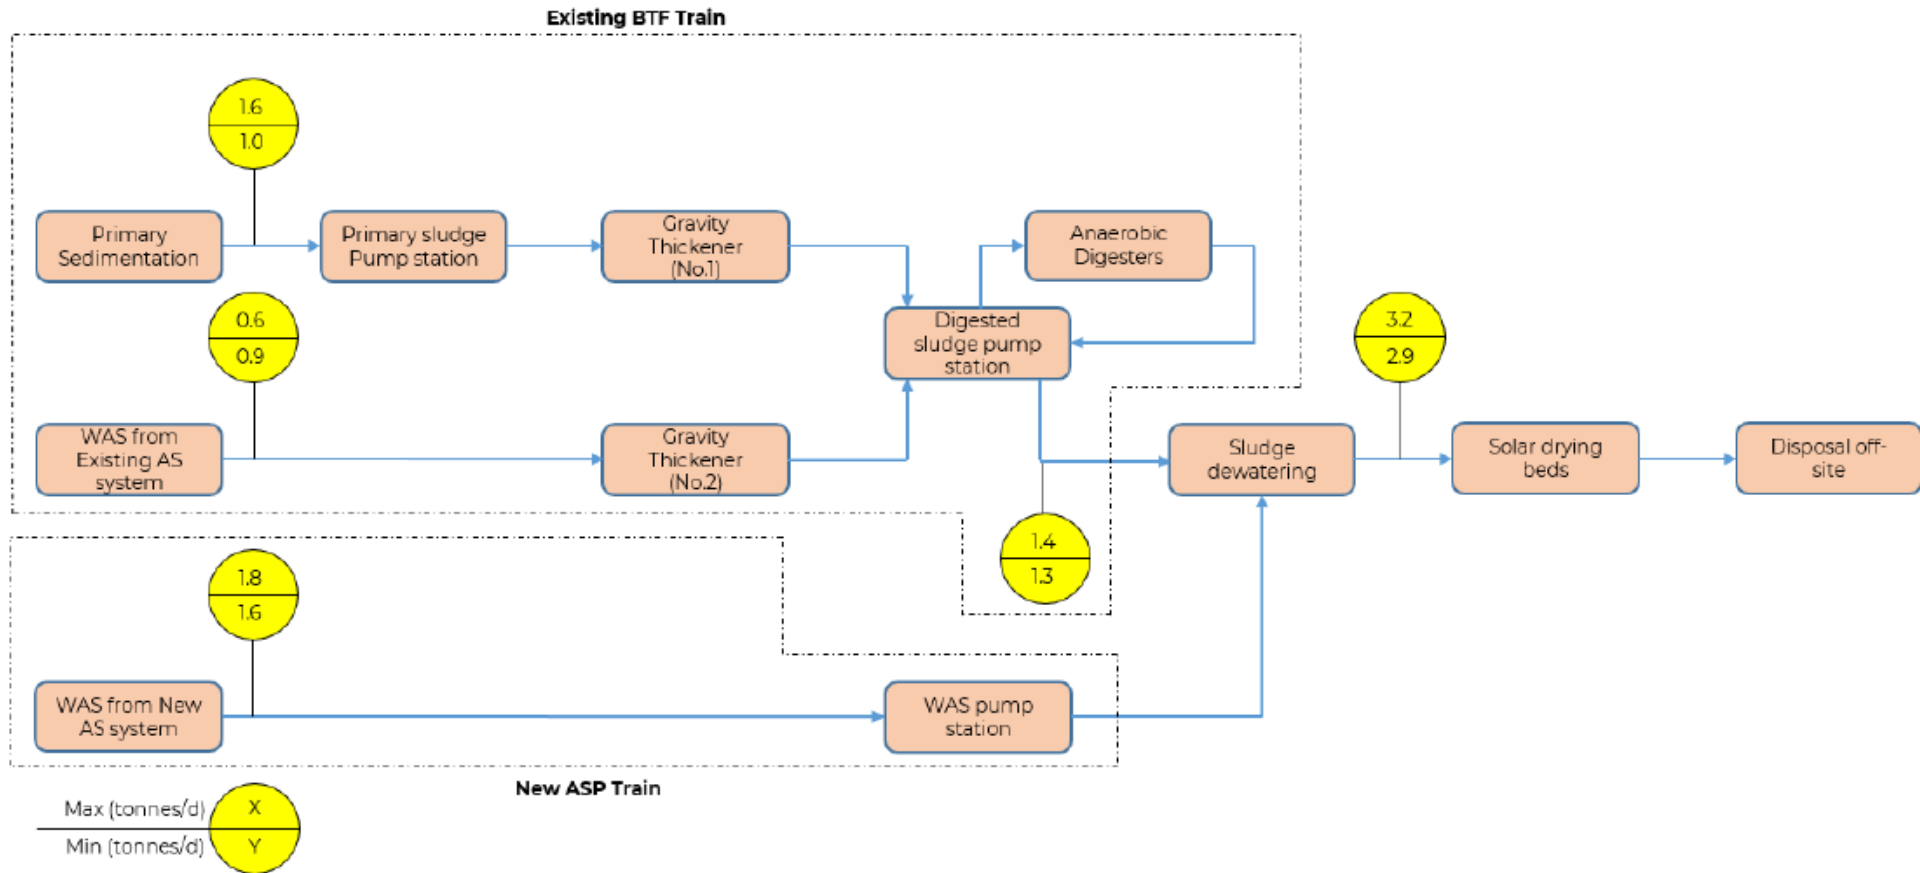 Existing BTF Train
1.6
1.0
Primary
Sedimentation
Primary sludge
Pump station
Gravity
Thickener
(No.1)
Anaerobic
Digesters
0.6
0.9
Digested
sludge pump
station
3.2
2.9
WAS from
Existing AS
system
Gravity
Thickener
(No.2)
Sludge
dewatering
Solar drying
beds
Disposal off-
site
1.4
1.3
1.8
1.6
WAS from New
AS system
WAS pump
station
New ASP Train
Max (tonnes/d)
X
Min (tonnes/d)
Y